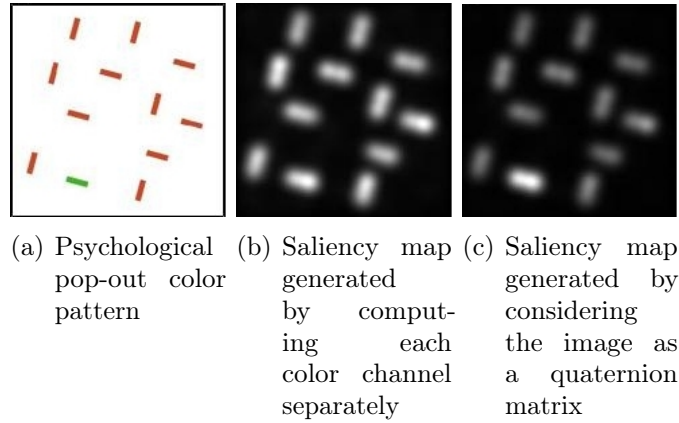 (a) Psychological
pop-out color
pattern
(b) Saliency map
generated
by comput-
ing each
color channel
separately
(c) Saliency map
generated by
considering
the image as
a quaternion
matrix